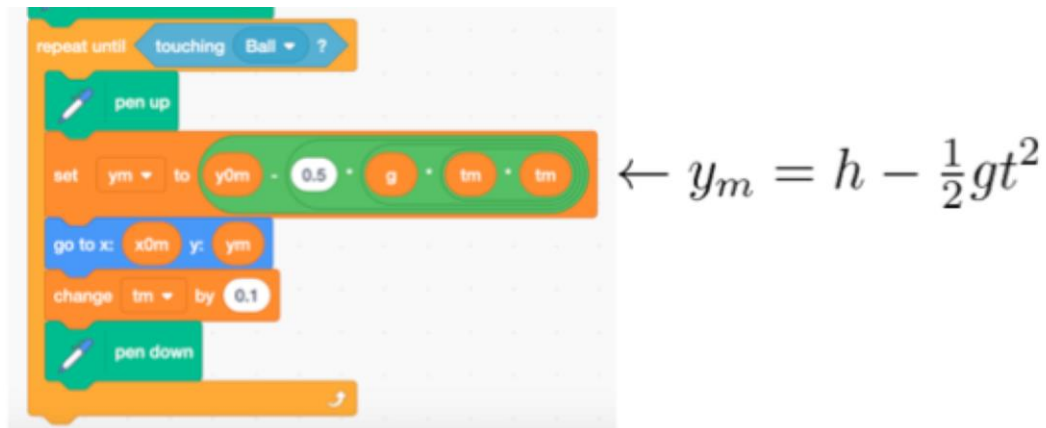 repeat until touching Ball ?
pen up
set ym to y0m - 0.5 * g * tm * tm ← yₘ = h − ½gt²
go to x: x0m y: ym
change tm by 0.1
pen down